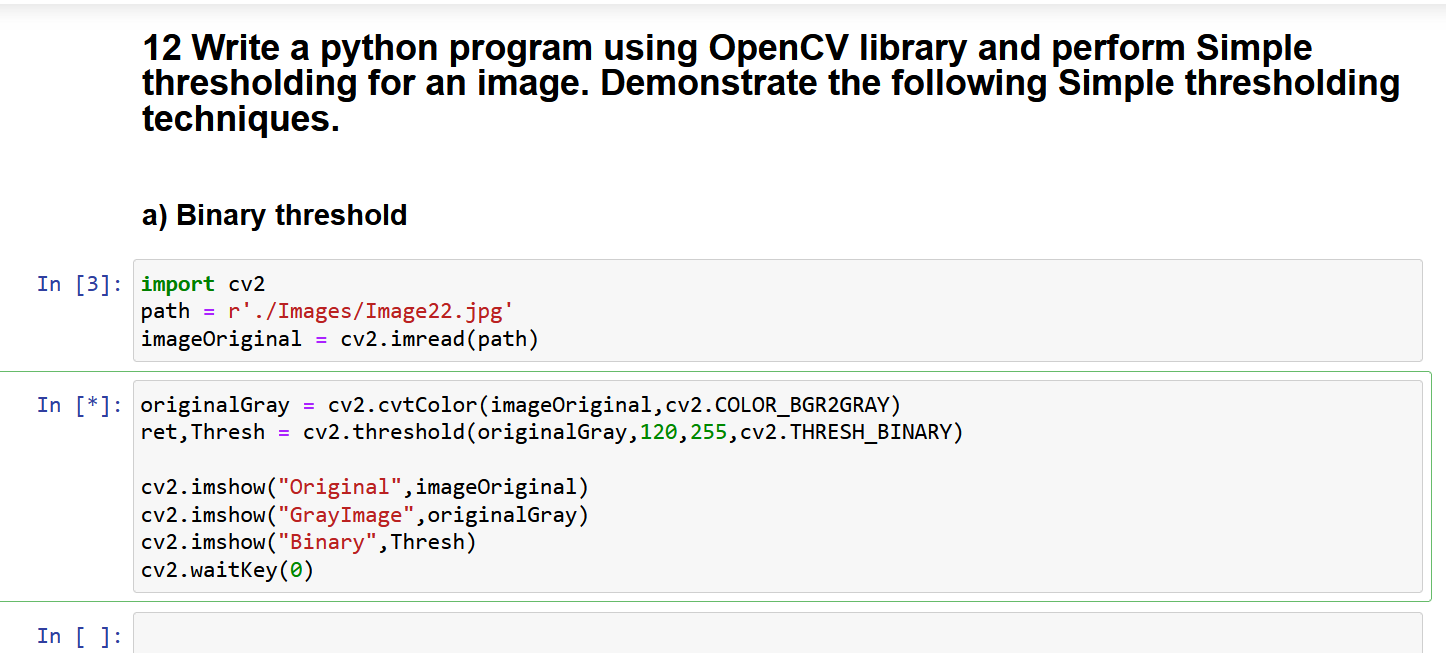 12 Write a python program using OpenCV library and perform Simple
thresholding for an image. Demonstrate the following Simple thresholding
techniques.
a) Binary threshold
In [3]: import cv2
path = r'./Images/Image22.jpg'
imageOriginal = cv2.imread(path)
In [*]: originalGray = cv2.cvtColor(imageOriginal,cv2.COLOR_BGR2GRAY)
ret,Thresh = cv2.threshold(originalGray,120,255,cv2.THRESH_BINARY)
cv2.imshow("Original",imageOriginal)
cv2.imshow("GrayImage",originalGray)
cv2.imshow("Binary",Thresh)
cv2.waitKey(0)
In [ ]: